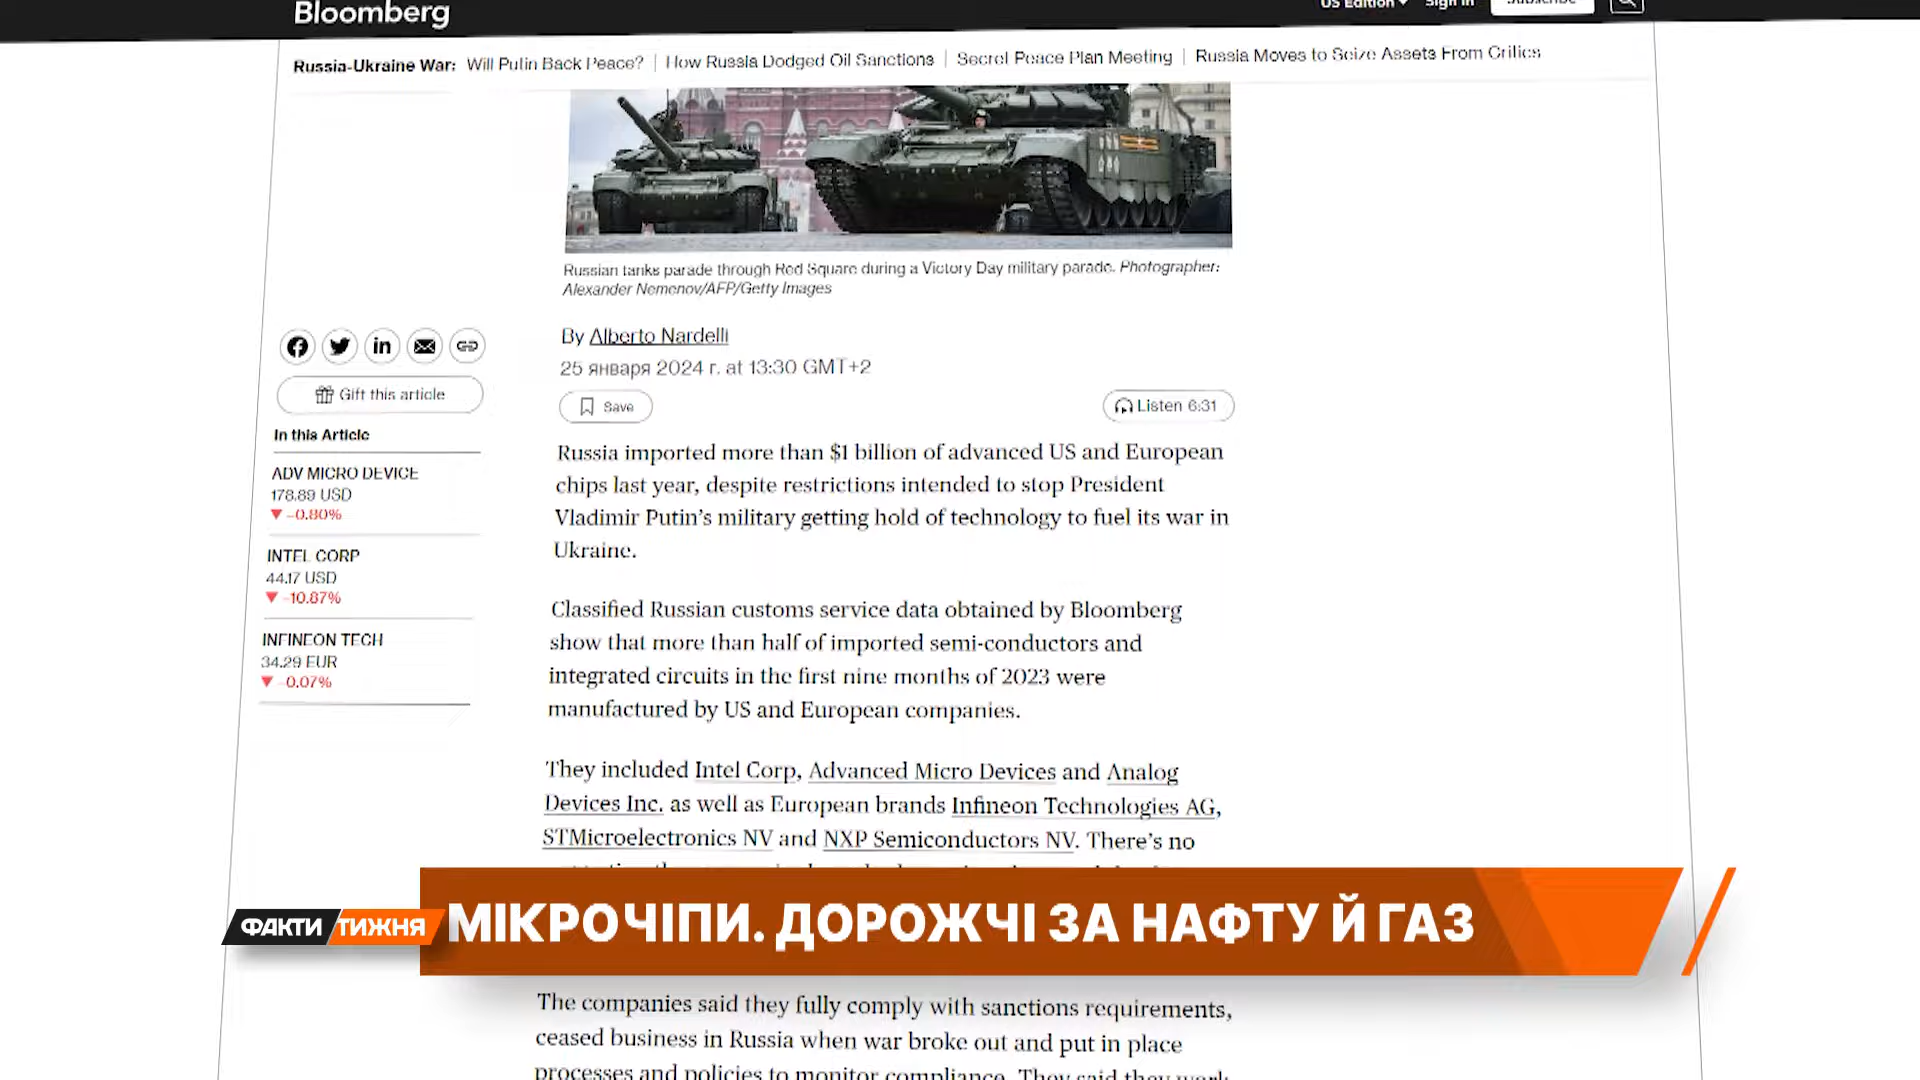 Bloomberg
US Edition
Sign In
Subscribe
Russia-Ukraine War: Will Putin Back Peace? | How Russia Dodged Oil Sanctions | Secret Peace Plan Meeting | Russia Moves to Seize Assets From Critics
Russian tanks parade through Red Square during a Victory Day military parade. Photographer:
Alexander Nemenov/AFP/Getty Images
By Alberto Nardelli
25 января 2024 г. at 13:30 GMT+2
Save
Listen 6:31
Gift this article
In this Article
ADV MICRO DEVICE
178.89 USD
▼ -0.80%
INTEL CORP
44.17 USD
▼ -10.87%
INFINEON TECH
34.29 EUR
▼ -0.07%
Russia imported more than $1 billion of advanced US and European
chips last year, despite restrictions intended to stop President
Vladimir Putin's military getting hold of technology to fuel its war in
Ukraine.
Classified Russian customs service data obtained by Bloomberg
show that more than half of imported semi-conductors and
integrated circuits in the first nine months of 2023 were
manufactured by US and European companies.
They included Intel Corp, Advanced Micro Devices and Analog
Devices Inc. as well as European brands Infineon Technologies AG,
STMicroelectronics NV and NXP Semiconductors NV. There's no
ФАКТИ ТИЖНЯ
МІКРОЧІПИ. ДОРОЖЧІ ЗА НАФТУ Й ГАЗ
The companies said they fully comply with sanctions requirements,
ceased business in Russia when war broke out and put in place
processes and policies to monitor compliance. They said they work